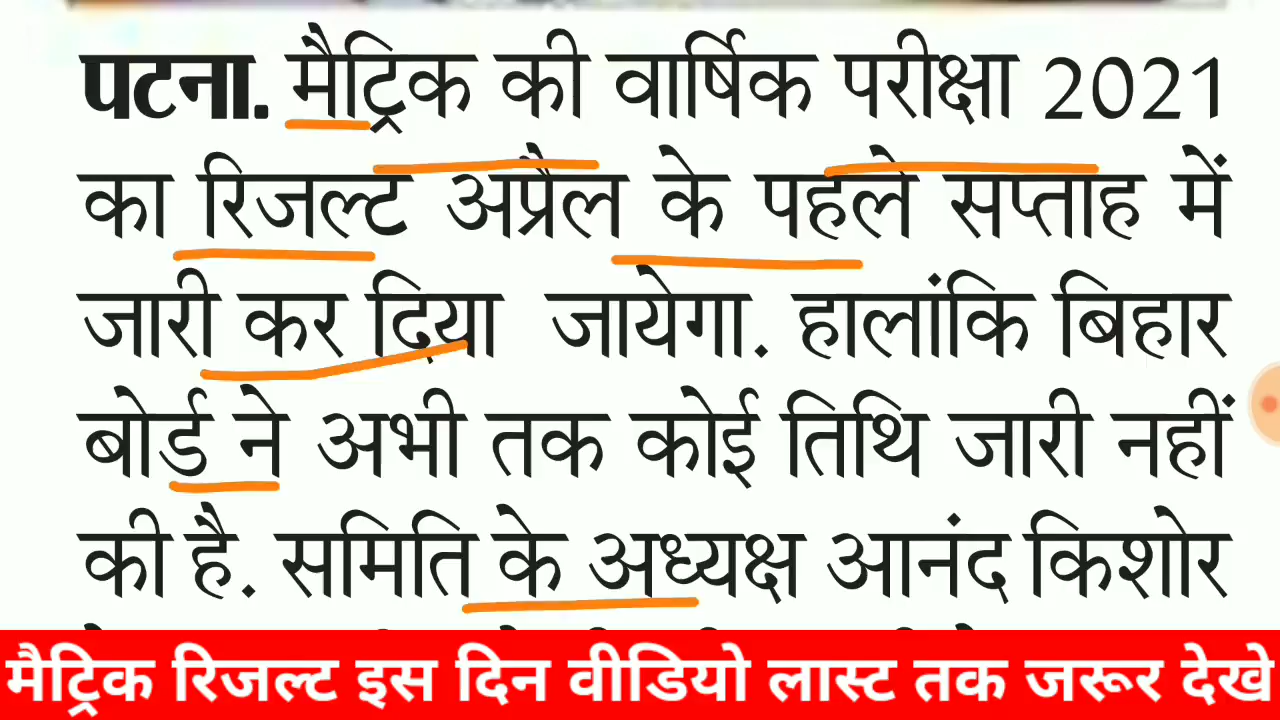 पटना. मैट्रिक की वार्षिक परीक्षा 2021
का रिजल्ट अप्रैल के पहले सप्ताह में
जारी कर दिया जायेगा. हालांकि बिहार
बोर्ड ने अभी तक कोई तिथि जारी नहीं
की है. समिति के अध्यक्ष आनंद किशोर
मैट्रिक रिजल्ट इस दिन वीडियो लास्ट तक जरूर देखे